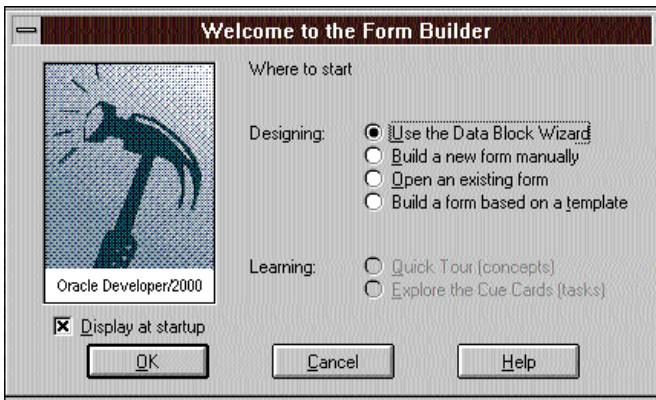 Welcome to the Form Builder
Where to start
Designing:
Use the Data Block Wizard
Build a new form manually
Open an existing form
Build a form based on a template
Learning:
Quick Tour (concepts)
Explore the Cue Cards (tasks)
Oracle Developer/2000
Display at startup
OK Cancel Help